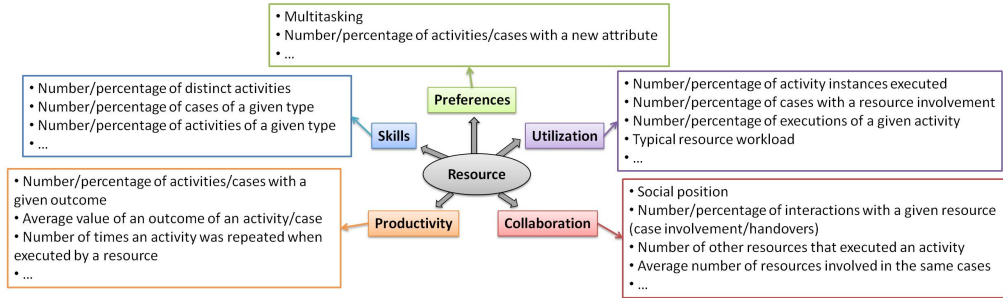 • Multitasking
• Number/percentage of activities/cases with a new attribute
• ...
Preferences
• Number/percentage of distinct activities
• Number/percentage of cases of a given type
• Number/percentage of activities of a given type
• ...
Skills
• Number/percentage of activity instances executed
• Number/percentage of cases with a resource involvement
• Number/percentage of executions of a given activity
• Typical resource workload
• ...
Utilization
Resource
• Number/percentage of activities/cases with a
given outcome
• Average value of an outcome of an activity/case
• Number of times an activity was repeated when
executed by a resource
• ...
Productivity
Collaboration
• Social position
• Number/percentage of interactions with a given resource
(case involvement/handovers)
• Number of other resources that executed an activity
• Average number of resources involved in the same cases
• ...